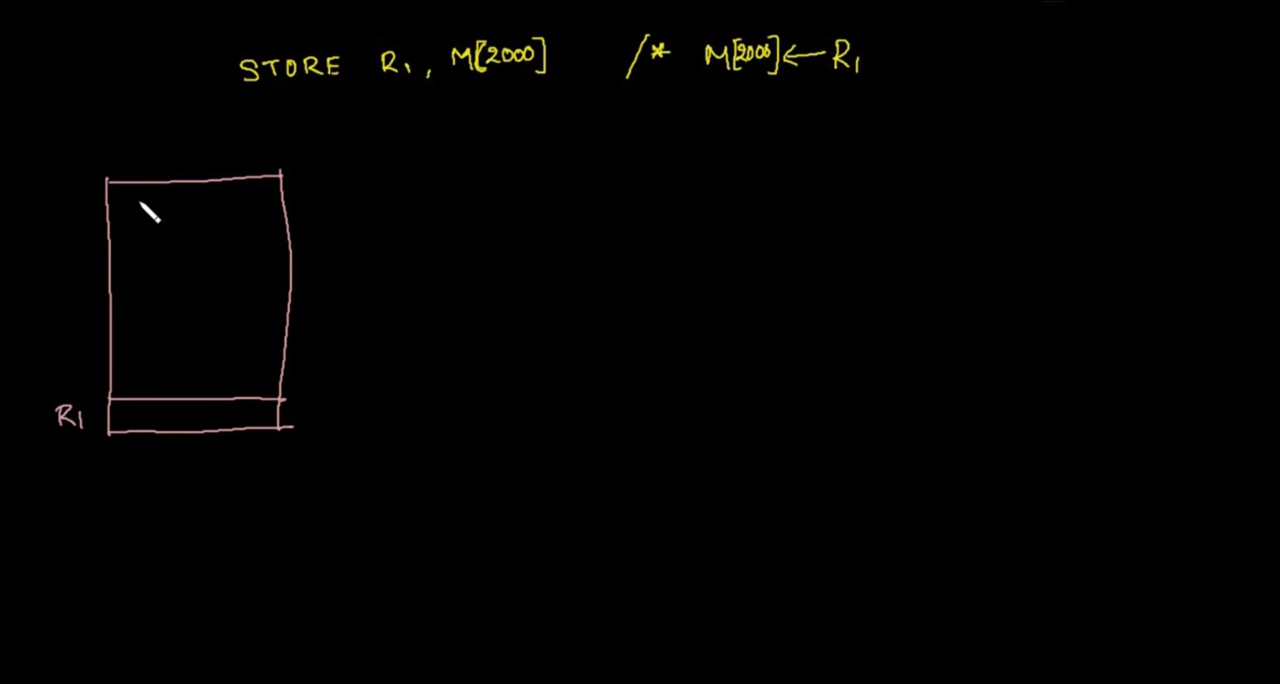 STORE R1, M[2000] /* M[2000] ← R1
R1